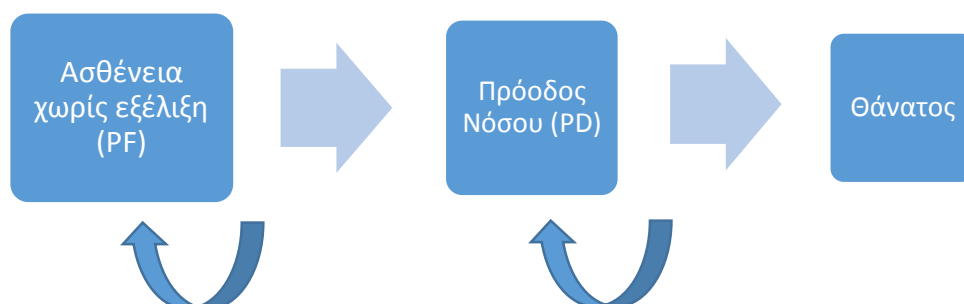 Ασθένεια
χωρίς εξέλιξη
(PF)
Πρόοδος
Νόσου (PD)
Θάνατος